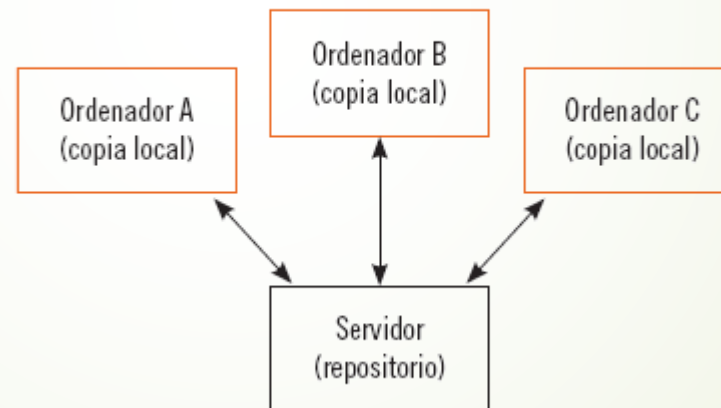 Ordenador B
(copia local)
Ordenador A
(copia local)
Ordenador C
(copia local)
Servidor
(repositorio)